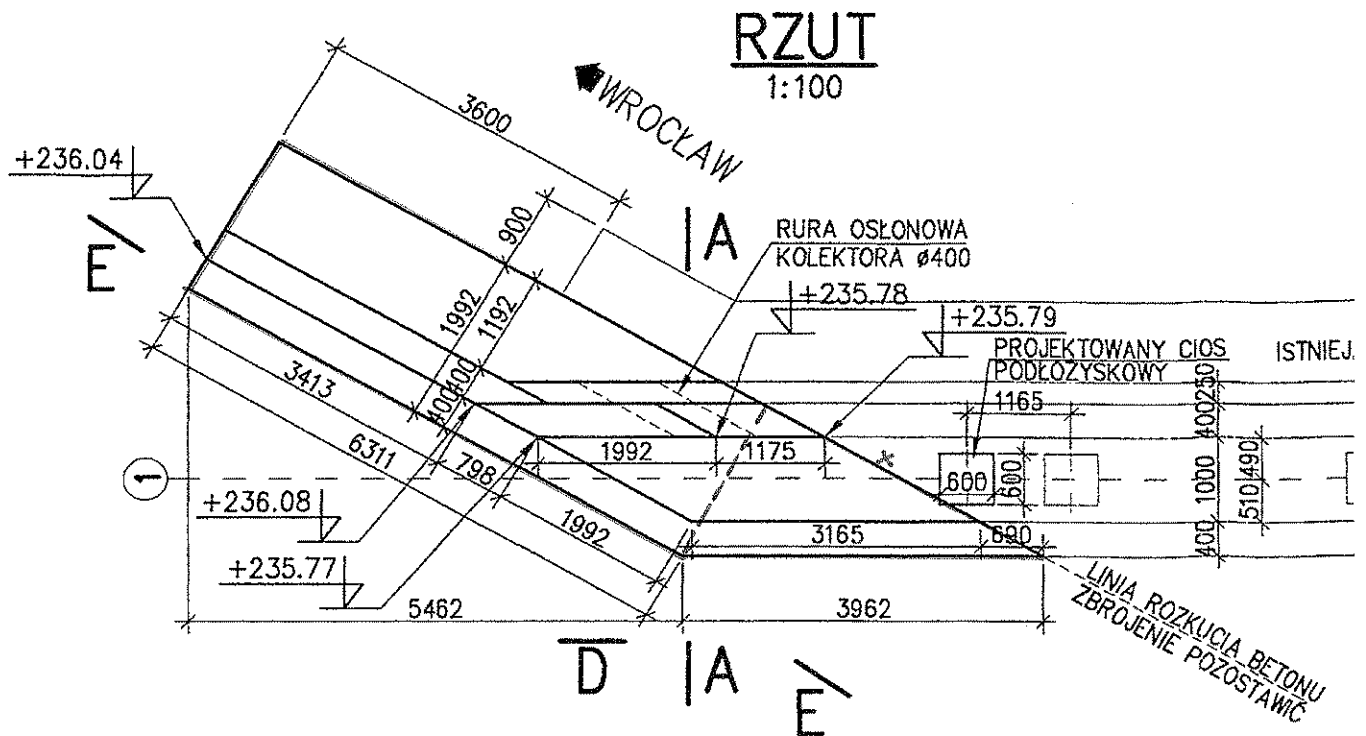 RZUT
1:100
WROCŁAW
3600
+236.04
900
A
E
RURA OSŁONOWA
KOLEKTORA ø400
+235.78
1992
1192
+235.79
PROJEKTOWANY CIOS
PODŁOŻYSKOWY
ISTNIEJ.
250
400
1165
400
400
3413
6311
798
1992
1992
1175
1
600
600
1000
490
510
400
+236.08
+235.77
3165
690
5462
3962
LINIA ROZKUCIA BETONU
ZBROJENIE POZOSTAWIĆ
D
A
E